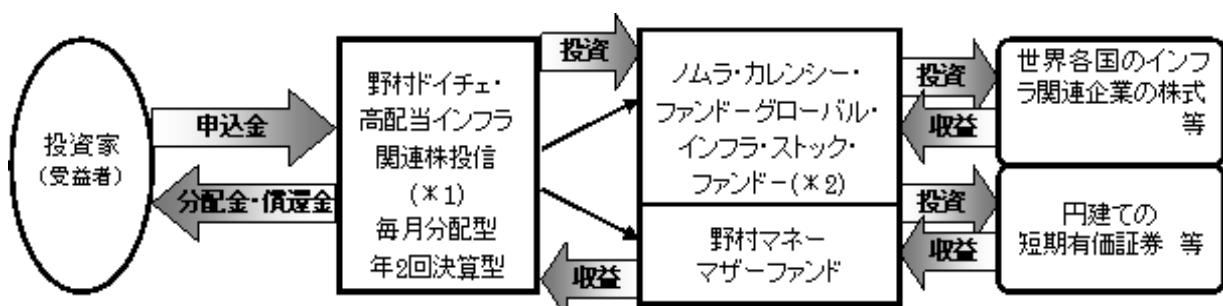 投資家
(受益者)
申込金
分配金・償還金
野村ドイチェ・
高配当インフラ
関連株投信
(*1)
毎月分配型
年2回決算型
投資
収益
ノムラ・カレンシー・
ファンドーグローバル・
インフラ・ストック・
ファンドー(*2)
野村マネー
マザーファンド
投資
収益
投資
収益
世界各国のインフ
ラ関連企業の株式
等
円建ての
短期有価証券 等